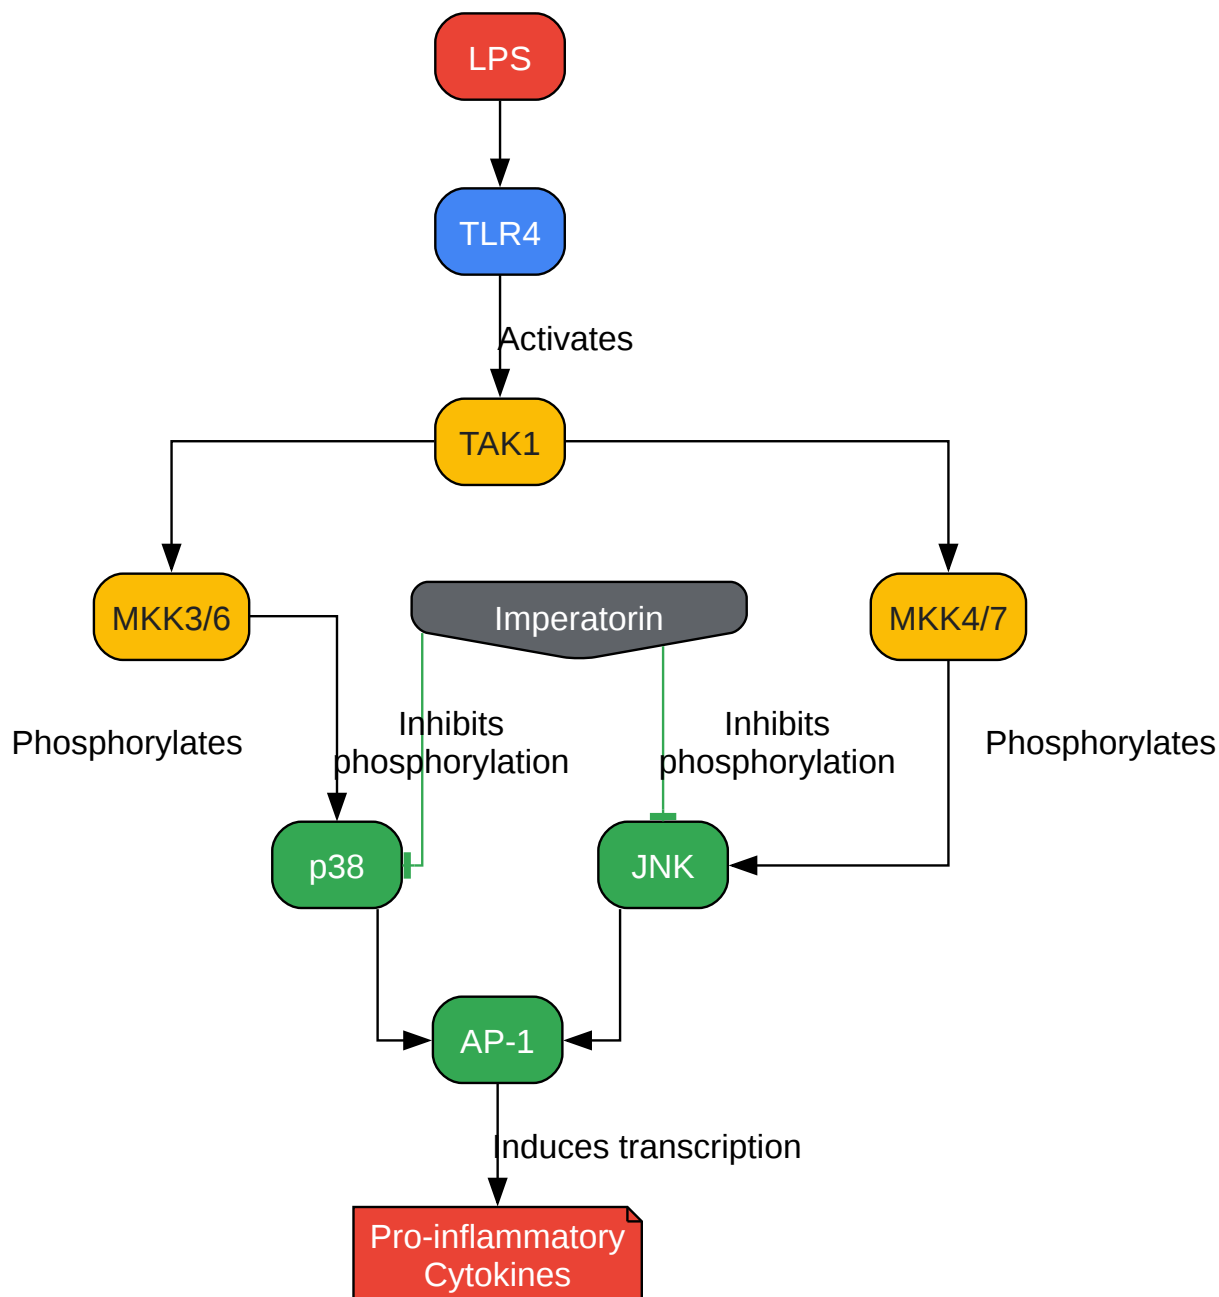 LPS
TLR4
Activates
TAK1
MKK3/6
Imperatorin
MKK4/7
Phosphorylates
Inhibits
phosphorylation
Inhibits
phosphorylation
Phosphorylates
p38
JNK
AP-1
Induces transcription
Pro-inflammatory
Cytokines